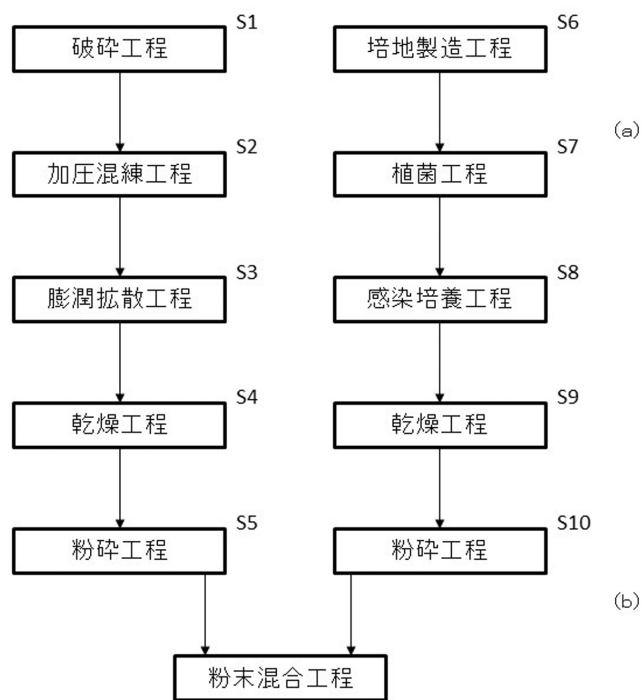 S1
破砕工程
S6
培地製造工程
(a)
S2
加圧混練工程
S7
植菌工程
S3
膨潤拡散工程
S8
感染培養工程
S4
乾燥工程
S9
乾燥工程
S5
粉砕工程
S10
粉砕工程
(b)
粉末混合工程